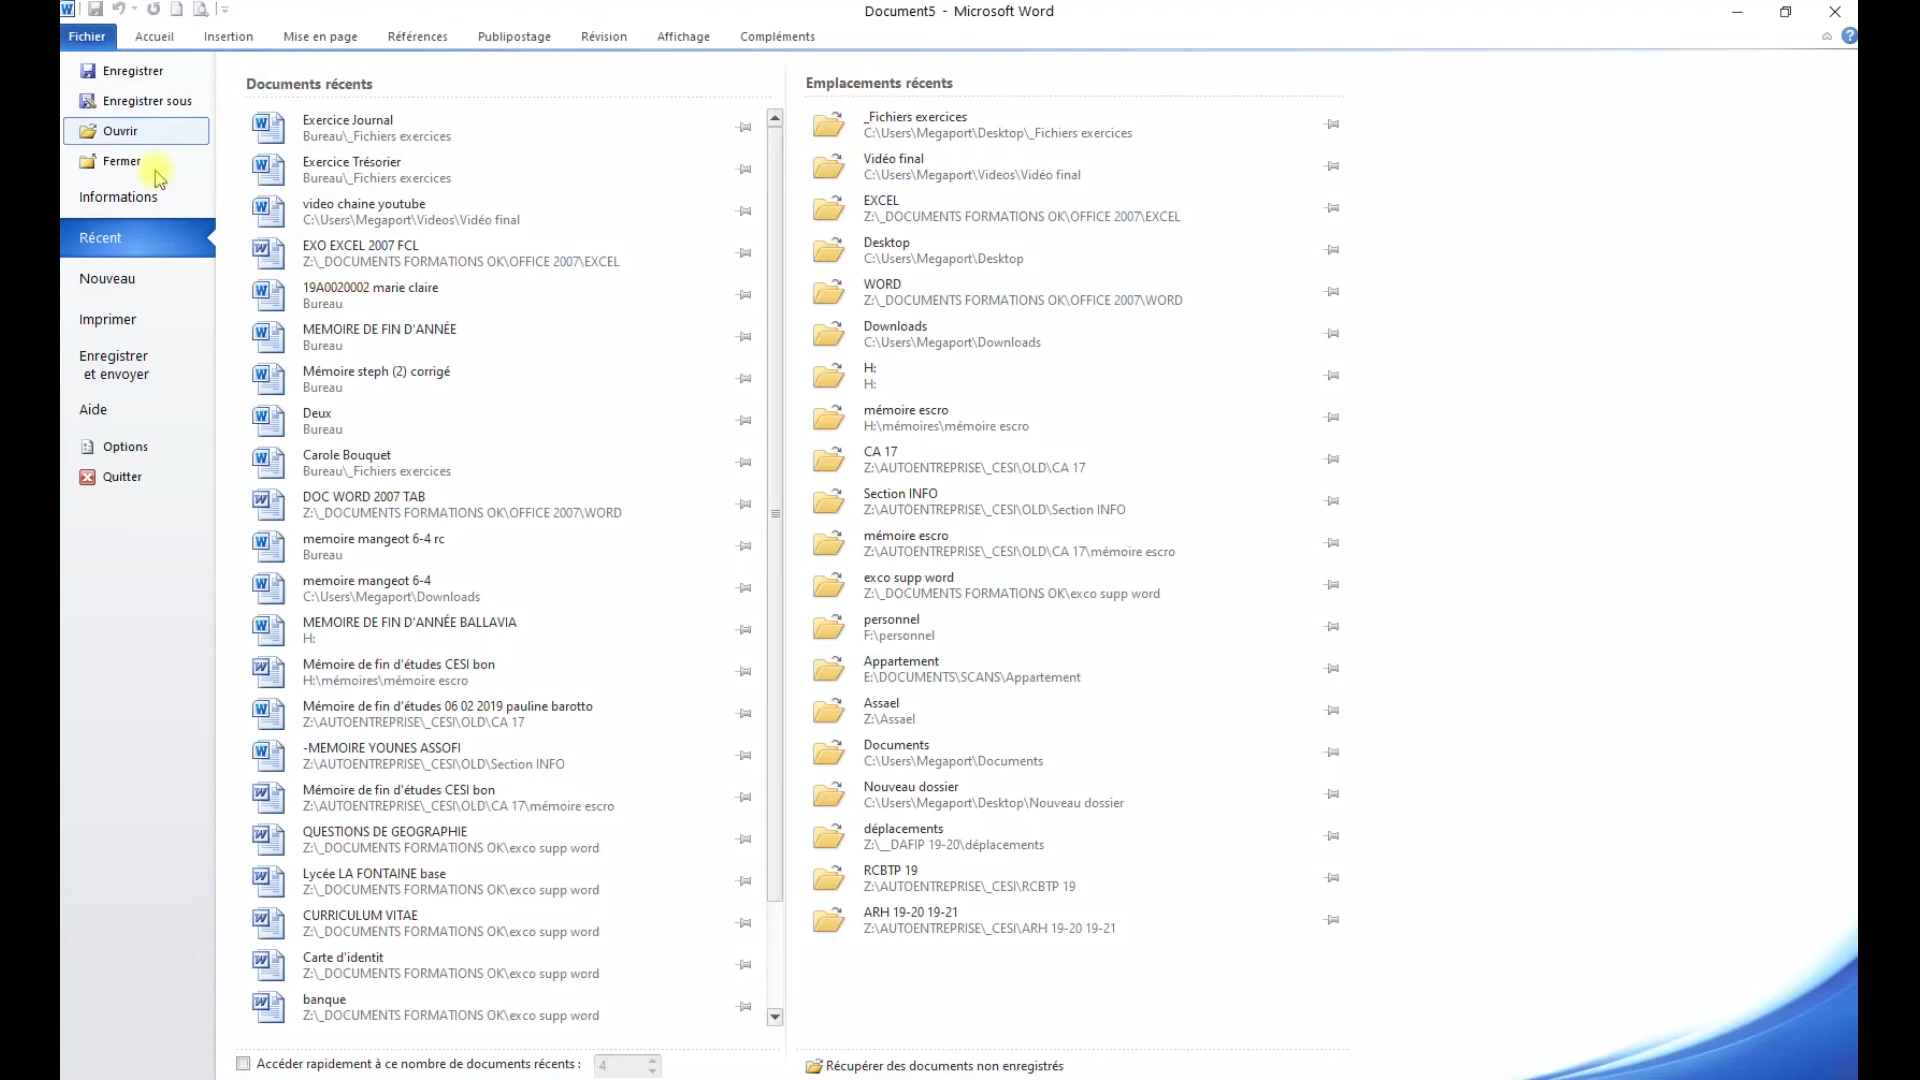 Document5 - Microsoft Word
Fichier Accueil Insertion Mise en page Références Publipostage Révision Affichage Compléments
Enregistrer
Enregistrer sous
Ouvrir
Fermer
Informations
Récent
Nouveau
Imprimer
Enregistrer
et envoyer
Aide
Options
Quitter
Documents récents
Exercice Journal
Bureau\_Fichiers exercices
Exercice Trésorier
Bureau\_Fichiers exercices
video chaine youtube
C:\Users\Megaport\Videos\Vidéo final
EXO EXCEL 2007 FCL
Z:\_DOCUMENTS FORMATIONS OK\OFFICE 2007\EXCEL
19A0020002 marie claire
Bureau
MEMOIRE DE FIN D'ANNÉE
Bureau
Mémoire steph (2) corrigé
Bureau
Deux
Bureau
Carole Bouquet
Bureau\_Fichiers exercices
DOC WORD 2007 TAB
Z:\_DOCUMENTS FORMATIONS OK\OFFICE 2007\WORD
memoire mangeot 6-4 rc
Bureau
memoire mangeot 6-4
C:\Users\Megaport\Downloads
MEMOIRE DE FIN D'ANNÉE BALLAVIA
H:
Mémoire de fin d'études CESI bon
H:\mémoires\mémoire escro
Mémoire de fin d'études 06 02 2019 pauline barotto
Z:\AUTOENTREPRISE\_CESI\OLD\CA 17
-MEMOIRE YOUNES ASSOFI
Z:\AUTOENTREPRISE\_CESI\OLD\Section INFO
Mémoire de fin d'études CESI bon
Z:\AUTOENTREPRISE\_CESI\OLD\CA 17\mémoire escro
QUESTIONS DE GEOGRAPHIE
Z:\_DOCUMENTS FORMATIONS OK\exco supp word
Lycée LA FONTAINE base
Z:\_DOCUMENTS FORMATIONS OK\exco supp word
CURRICULUM VITAE
Z:\_DOCUMENTS FORMATIONS OK\exco supp word
Carte d'identit
Z:\_DOCUMENTS FORMATIONS OK\exco supp word
banque
Z:\_DOCUMENTS FORMATIONS OK\exco supp word
Accéder rapidement à ce nombre de documents récents : 4
Emplacements récents
_Fichiers exercices
C:\Users\Megaport\Desktop\_Fichiers exercices
Vidéo final
C:\Users\Megaport\Videos\Vidéo final
EXCEL
Z:\_DOCUMENTS FORMATIONS OK\OFFICE 2007\EXCEL
Desktop
C:\Users\Megaport\Desktop
WORD
Z:\_DOCUMENTS FORMATIONS OK\OFFICE 2007\WORD
Downloads
C:\Users\Megaport\Downloads
H:
H:
mémoire escro
H:\mémoires\mémoire escro
CA 17
Z:\AUTOENTREPRISE\_CESI\OLD\CA 17
Section INFO
Z:\AUTOENTREPRISE\_CESI\OLD\Section INFO
mémoire escro
Z:\AUTOENTREPRISE\_CESI\OLD\CA 17\mémoire escro
exco supp word
Z:\_DOCUMENTS FORMATIONS OK\exco supp word
personnel
F:\personnel
Appartement
E:\DOCUMENTS\SCANS\Appartement
Assael
Z:\Assael
Documents
C:\Users\Megaport\Documents
Nouveau dossier
C:\Users\Megaport\Desktop\Nouveau dossier
déplacements
Z:\__DAFIP 19-20\déplacements
RCBTP 19
Z:\AUTOENTREPRISE\_CESI\RCBTP 19
ARH 19-20 19-21
Z:\AUTOENTREPRISE\_CESI\ARH 19-20 19-21
Récupérer des documents non enregistrés